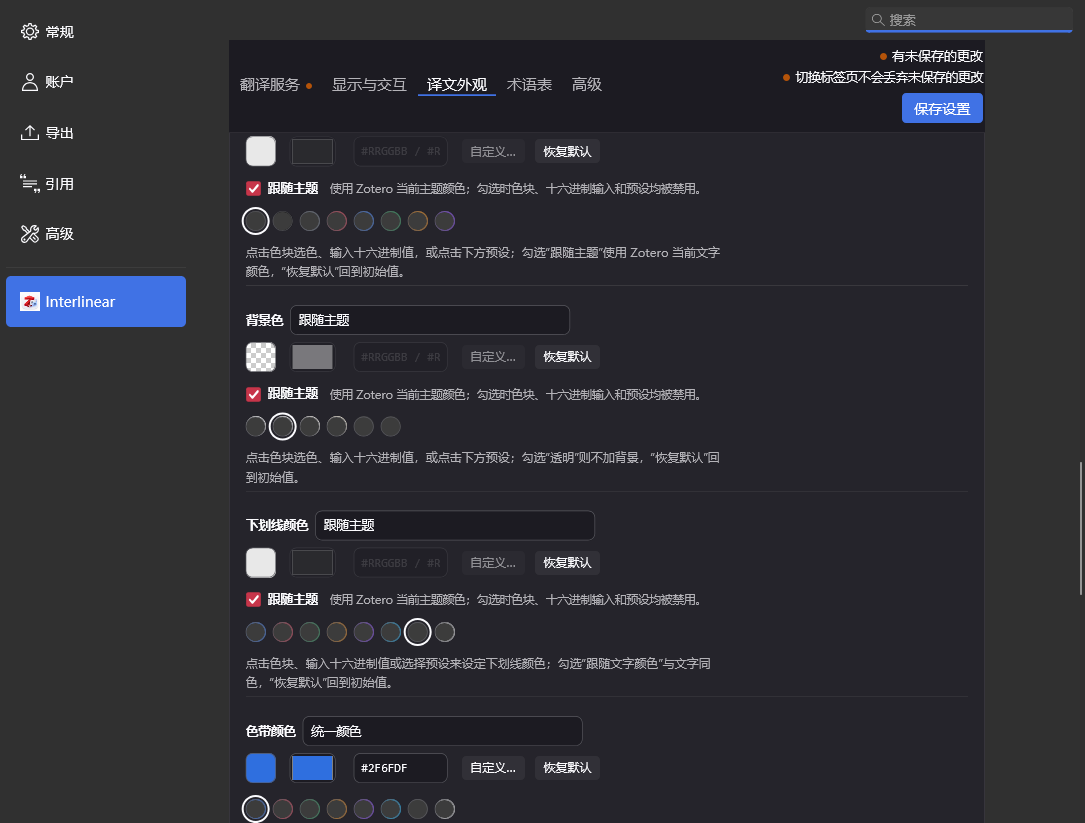 常规
账户
导出
引用
高级
Interlinear
搜索
有未保存的更改
切换标签页不会丢弃未保存的更改
翻译服务
显示与交互
译文外观
术语表
高级
保存设置
#RRGGBB / #R
自定义...
恢复默认
跟随主题 使用 Zotero 当前主题颜色；勾选时色块、十六进制输入和预设均被禁用。
点击色块选色、输入十六进制值，或点击下方预设；勾选“跟随主题”使用 Zotero 当前文字
颜色，“恢复默认”回到初始值。
背景色 跟随主题
#RRGGBB / #R
自定义...
恢复默认
跟随主题 使用 Zotero 当前主题颜色；勾选时色块、十六进制输入和预设均被禁用。
点击色块选色、输入十六进制值，或点击下方预设；勾选“透明”则不加背景，“恢复默认”回
到初始值。
下划线颜色 跟随主题
#RRGGBB / #R
自定义...
恢复默认
跟随主题 使用 Zotero 当前主题颜色；勾选时色块、十六进制输入和预设均被禁用。
点击色块、输入十六进制值或选择预设来设定下划线颜色；勾选“跟随文字颜色”与文字同
色，“恢复默认”回到初始值。
色带颜色 统一颜色
#2F6FDF
自定义...
恢复默认